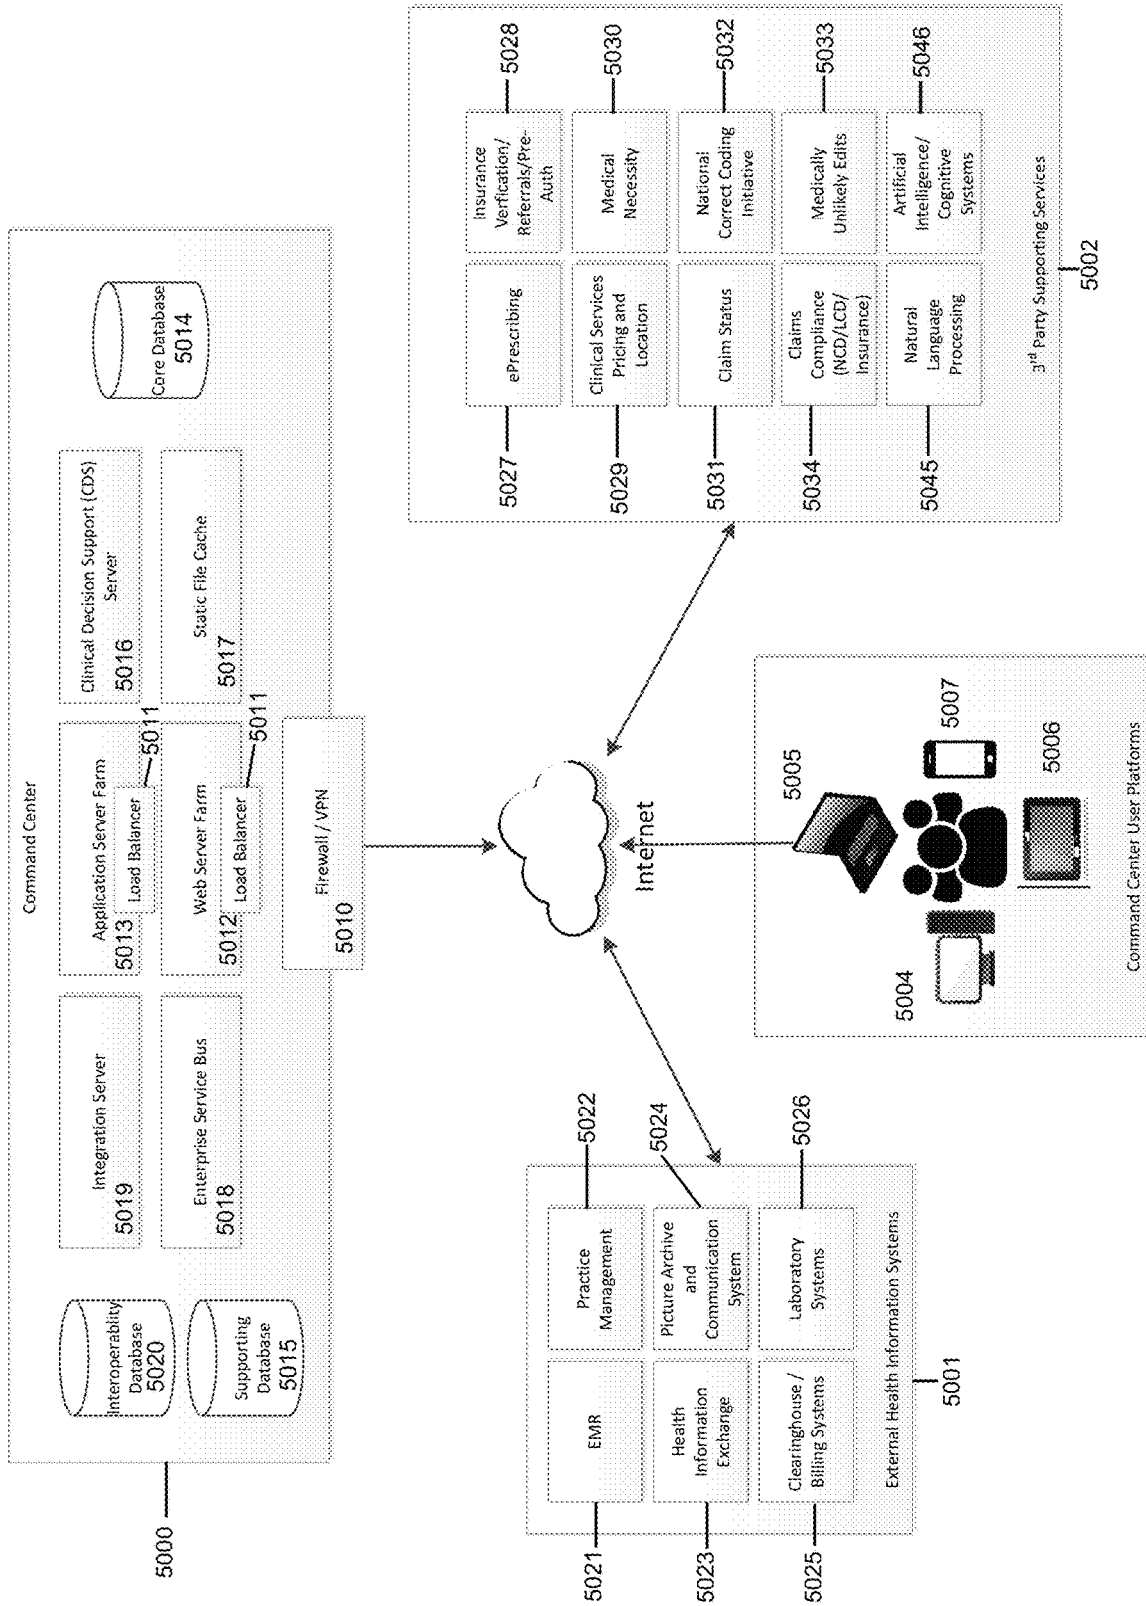 Command Center
5000
Interoperablity
Database
5020
Supporting
Database
5015
Integration Server
5019
Enterprise Service Bus
5018
Application Server Farm
5013
Load Balancer
5011
Web Server Farm
5012
Load Balancer
5011
Firewall / VPN
5010
Clinical Decision Support (CDS)
Server
5016
Static File Cache
5017
Core Database
5014
Internet
5021
EMR
Practice
Management
5022
5023
Health
Information
Exchange
Picture Archive
and
Communication
System
5024
5025
Clearinghouse /
Billing Systems
Laboratory
Systems
5026
External Health Information Systems
5001
5004
5005
5006
5007
Command Center User Platforms
5027
ePrescribing
Insurance
Verfication/
Referrals/Pre-
Auth
5028
5029
Clinical Services
Pricing and
Location
Medical
Necessity
5030
5031
Claim Status
National
Correct Coding
Initiative
5032
5034
Claims
Compliance
(NCD/LCD/
Insurance)
Medically
Unlikely Edits
5033
5045
Natural
Language
Processing
Artificial
Intelligence/
Cognitive
Systems
5046
3rd Party Supporting Services
5002